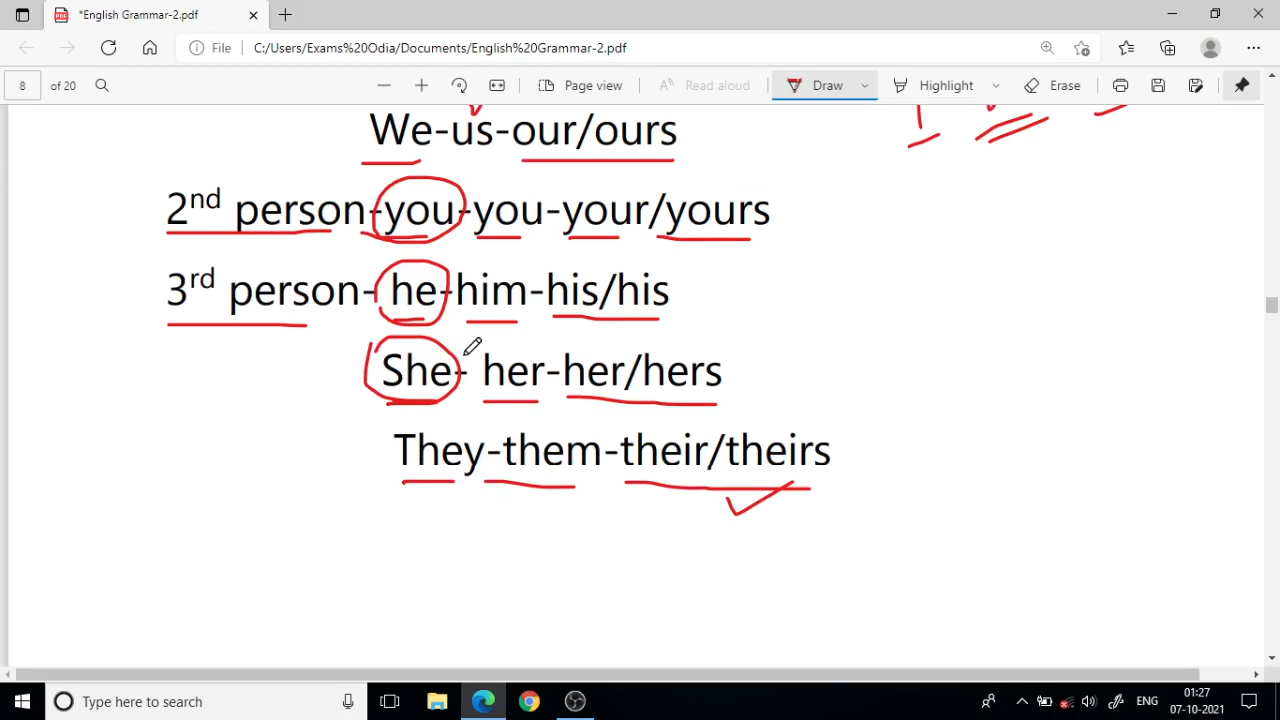 *English Grammar-2.pdf
File C:/Users/Exams%20Odia/Documents/English%20Grammar-2.pdf
8 of 20 Page view Read aloud Draw Highlight Erase
We-us-our/ours
2nd person-you-you-your/yours
3rd person- he-him-his/his
She- her-her/hers
They-them-their/theirs
Type here to search
ENG
01:27
07-10-2021